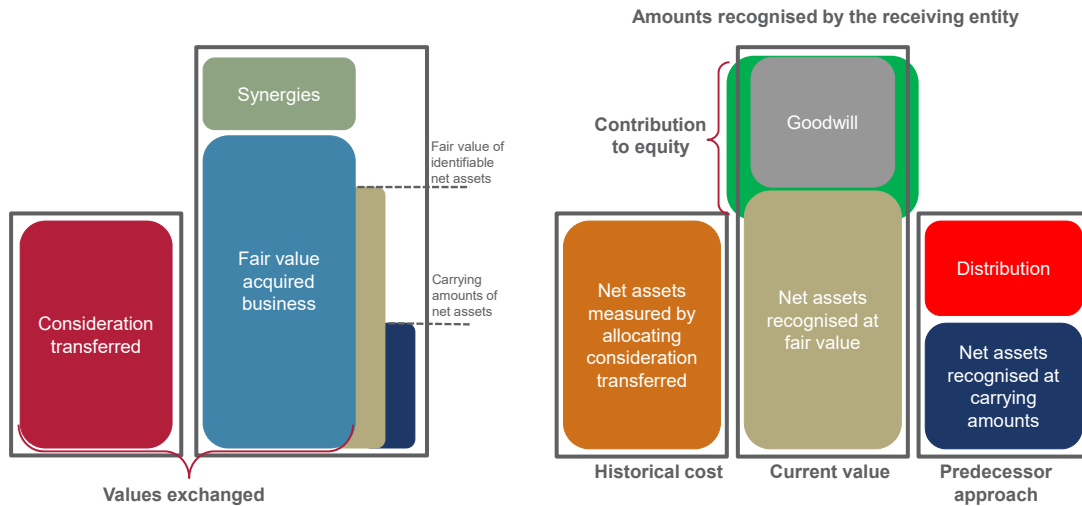 Amounts recognised by the receiving entity
Synergies
Fair value of
identifiable
net assets
Consideration
transferred
Fair value
acquired
business
Carrying
amounts of
net assets
Values exchanged
Contribution
to equity
Goodwill
Net assets
measured by
allocating
consideration
transferred
Net assets
recognised at
fair value
Distribution
Net assets
recognised at
carrying
amounts
Historical cost
Current value
Predecessor
approach